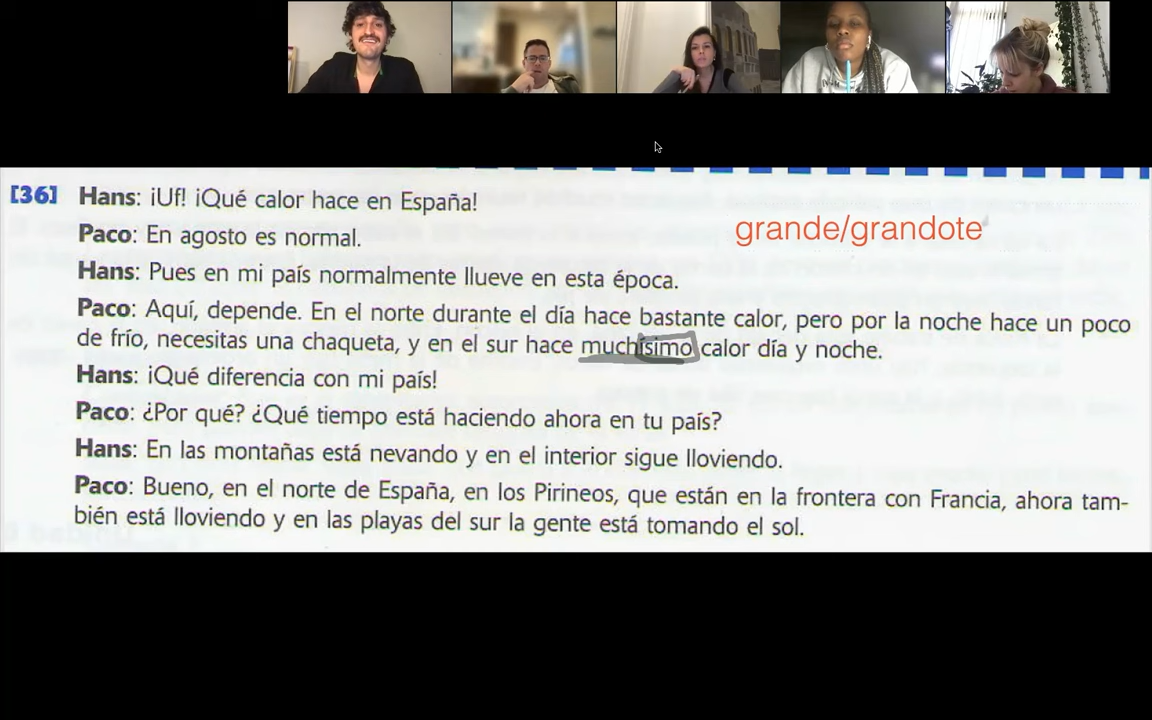 [36] Hans: ¡Uf! ¡Qué calor hace en España!
grande/grandote
Paco: En agosto es normal.
Hans: Pues en mi país normalmente llueve en esta época.
Paco: Aquí, depende. En el norte durante el día hace bastante calor, pero por la noche hace un poco
de frío, necesitas una chaqueta, y en el sur hace muchísimo calor día y noche.
Hans: ¡Qué diferencia con mi país!
Paco: ¿Por qué? ¿Qué tiempo está haciendo ahora en tu país?
Hans: En las montañas está nevando y en el interior sigue lloviendo.
Paco: Bueno, en el norte de España, en los Pirineos, que están en la frontera con Francia, ahora tam-
bién está lloviendo y en las playas del sur la gente está tomando el sol.